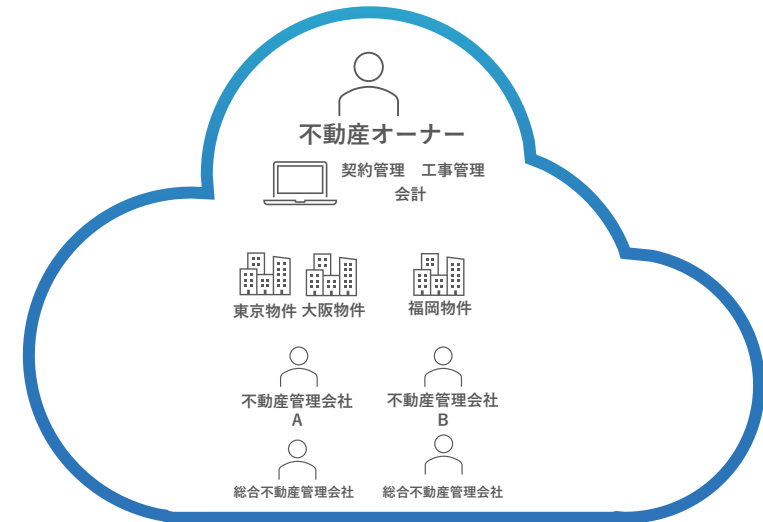 不動産オーナー
契約管理　工事管理
会計
東京物件 大阪物件 福岡物件
不動産管理会社
A
不動産管理会社
B
総合不動産管理会社 総合不動産管理会社